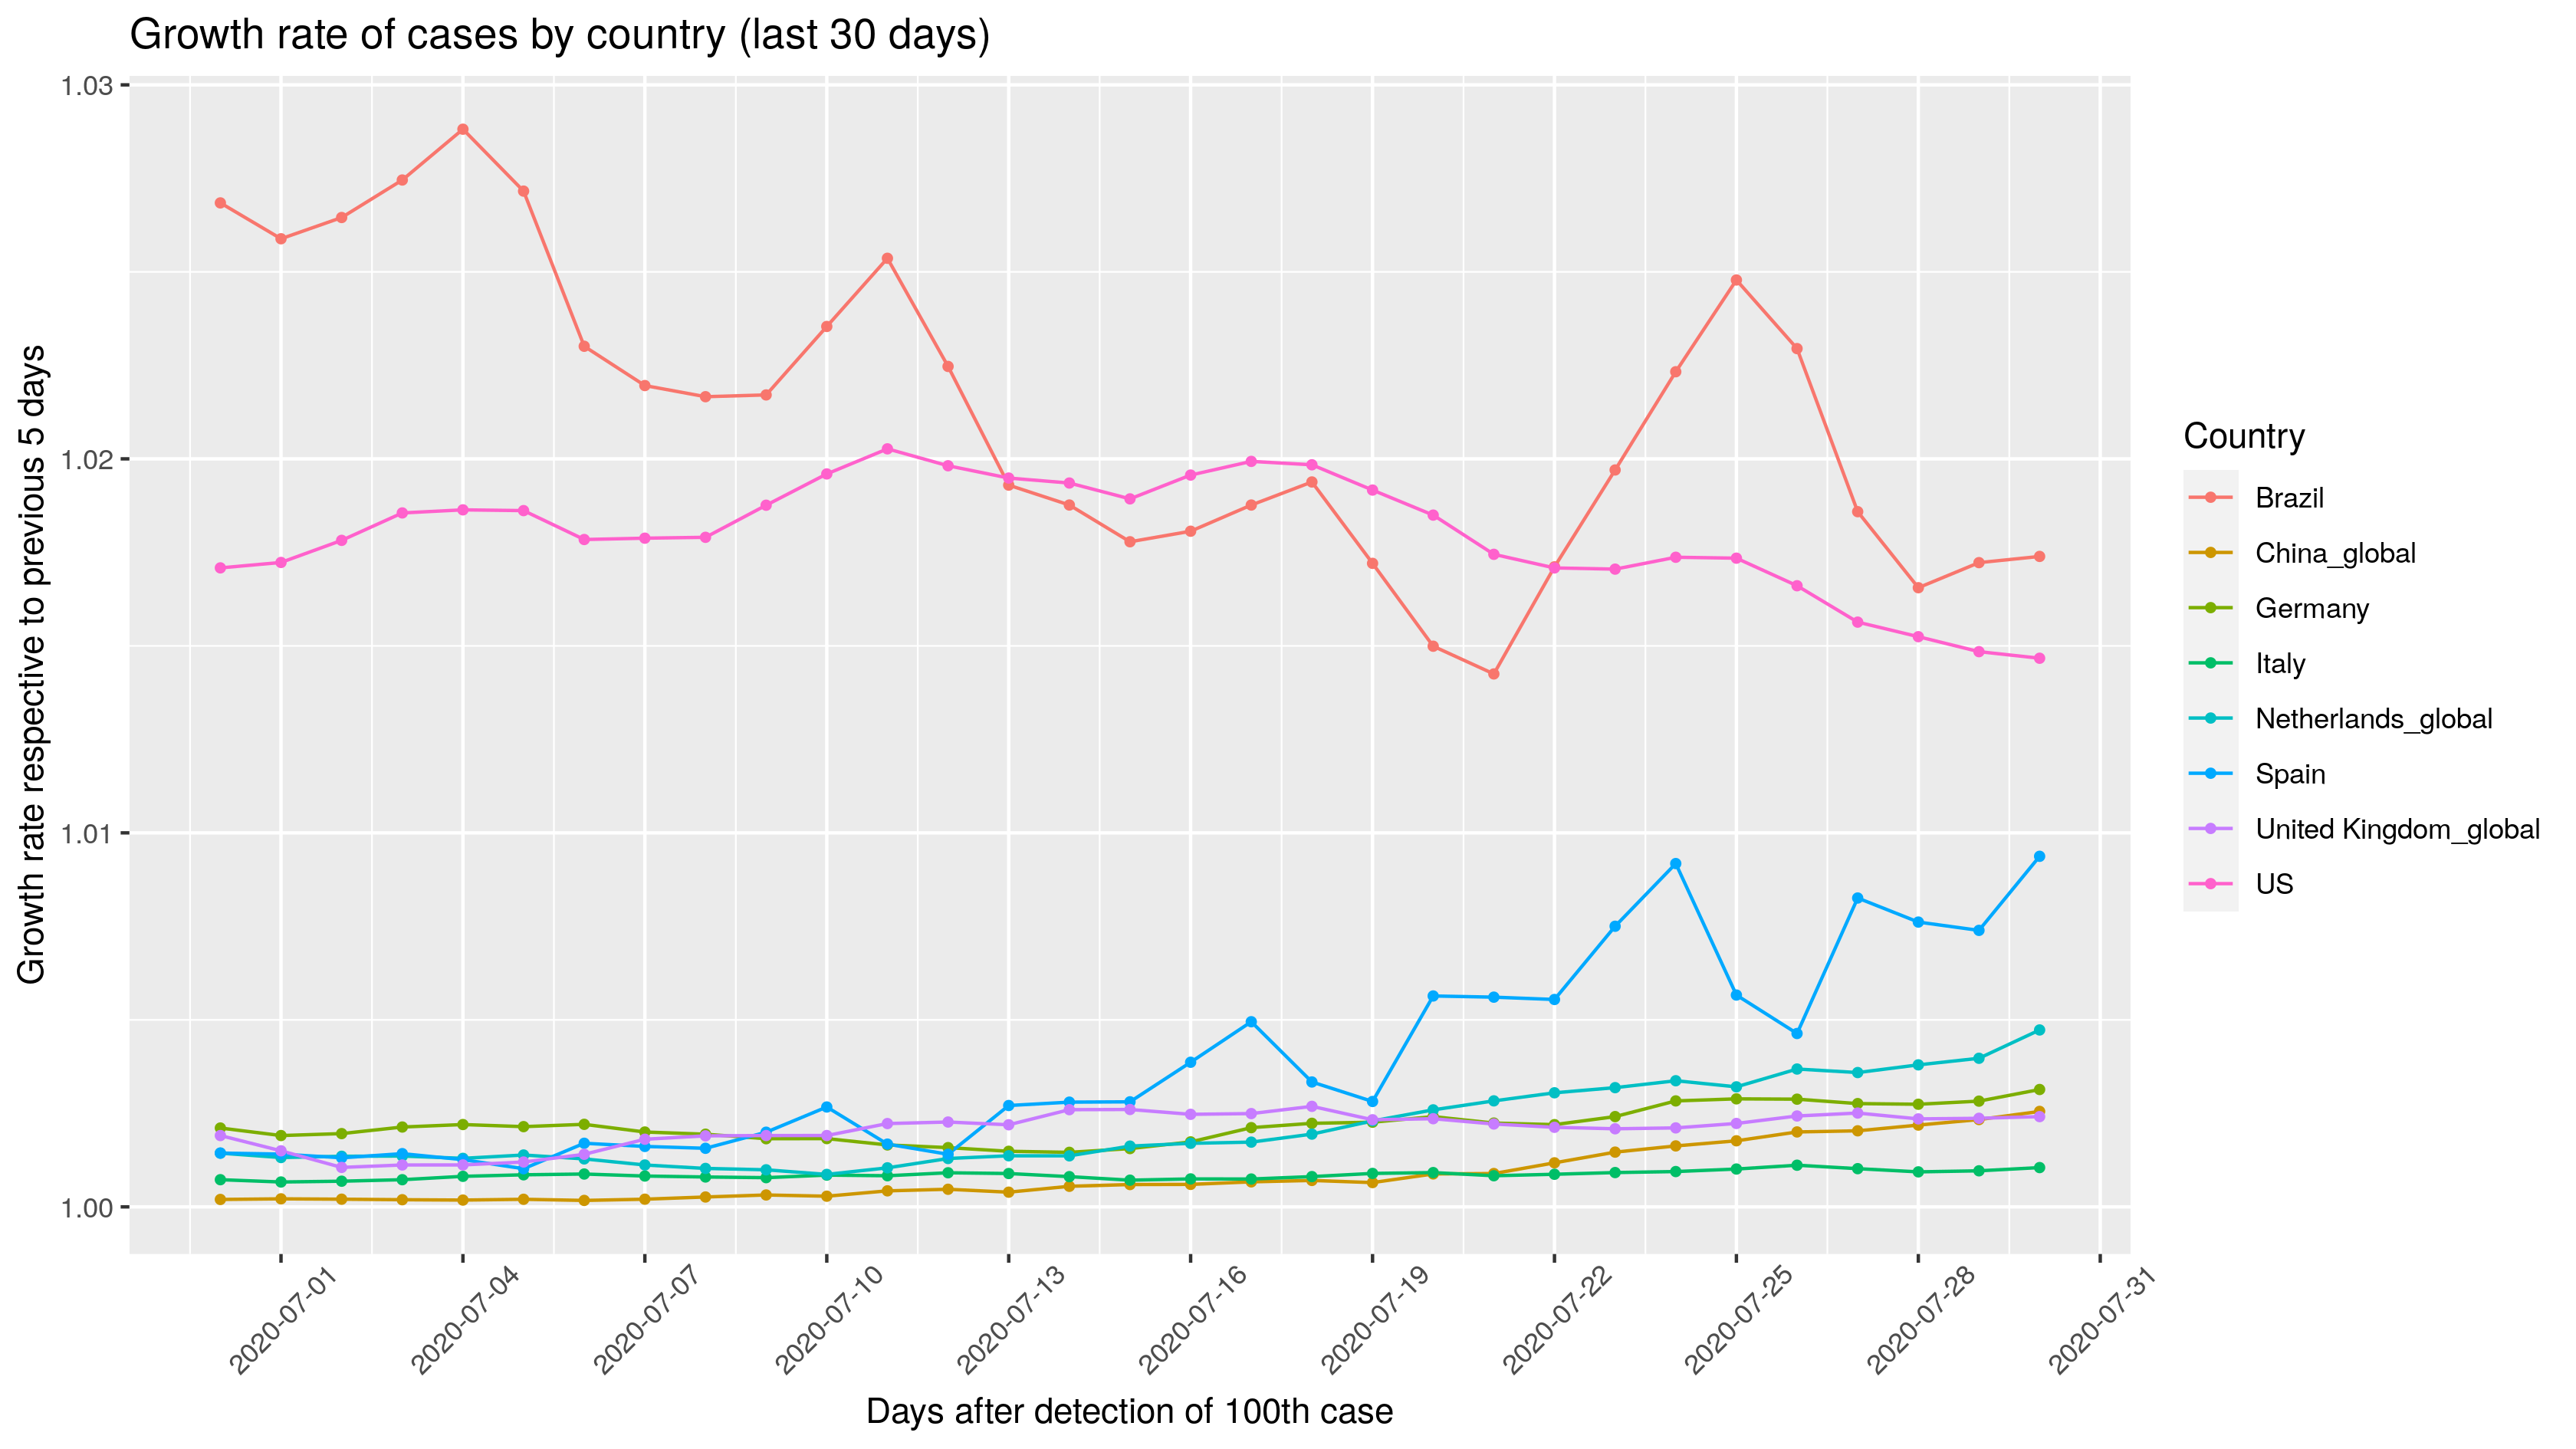 Growth rate of cases by country (last 30 days)
Growth rate respective to previous 5 days
1.03
1.02
1.01
1.00
2020-07-01
2020-07-04
2020-07-07
2020-07-10
2020-07-13
2020-07-16
2020-07-19
2020-07-22
2020-07-25
2020-07-28
2020-07-31
Days after detection of 100th case
Country
Brazil
China_global
Germany
Italy
Netherlands_global
Spain
United Kingdom_global
US